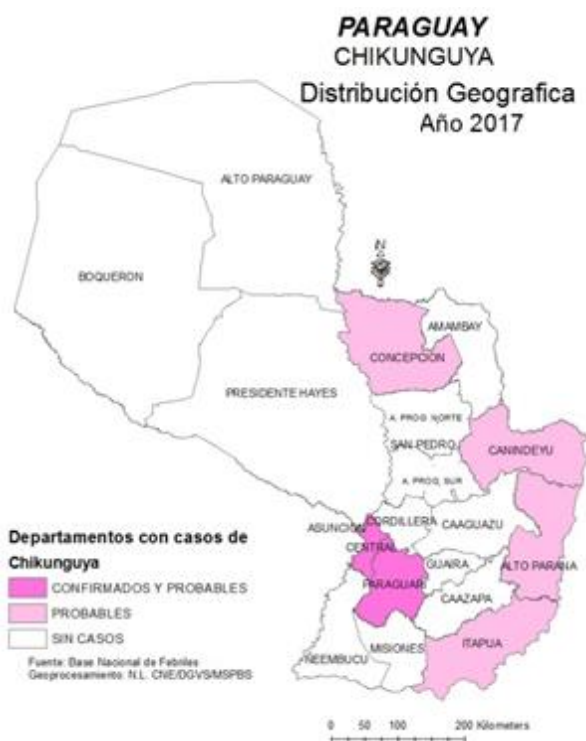 PARAGUAY
CHIKUNGUYA
Distribución Geografica
Año 2017
ALTO PARAGUAY
N
BOQUERON
AMAMBAY
CONCEPCION
PRESIDENTE HAYES
A. PROG. NORTE
SAN PEDRO
CANINDEYU
A. PROG. SUR
ASUNCION
CORDILLERA
CAAGUAZU
CENTRAL
GUAIRA
ALTO PARANA
PARAGUARI
CAAZAPA
ITAPUA
MISIONES
ÑEEMBUCU
Departamentos con casos de
Chikunguya
CONFIRMADOS Y PROBABLES
PROBABLES
SIN CASOS
Fuente: Base Nacional de Febriles
Geoprocesamiento: N.L. CNE/DGVS/MSPBS
0 50 100 200 Kilometers